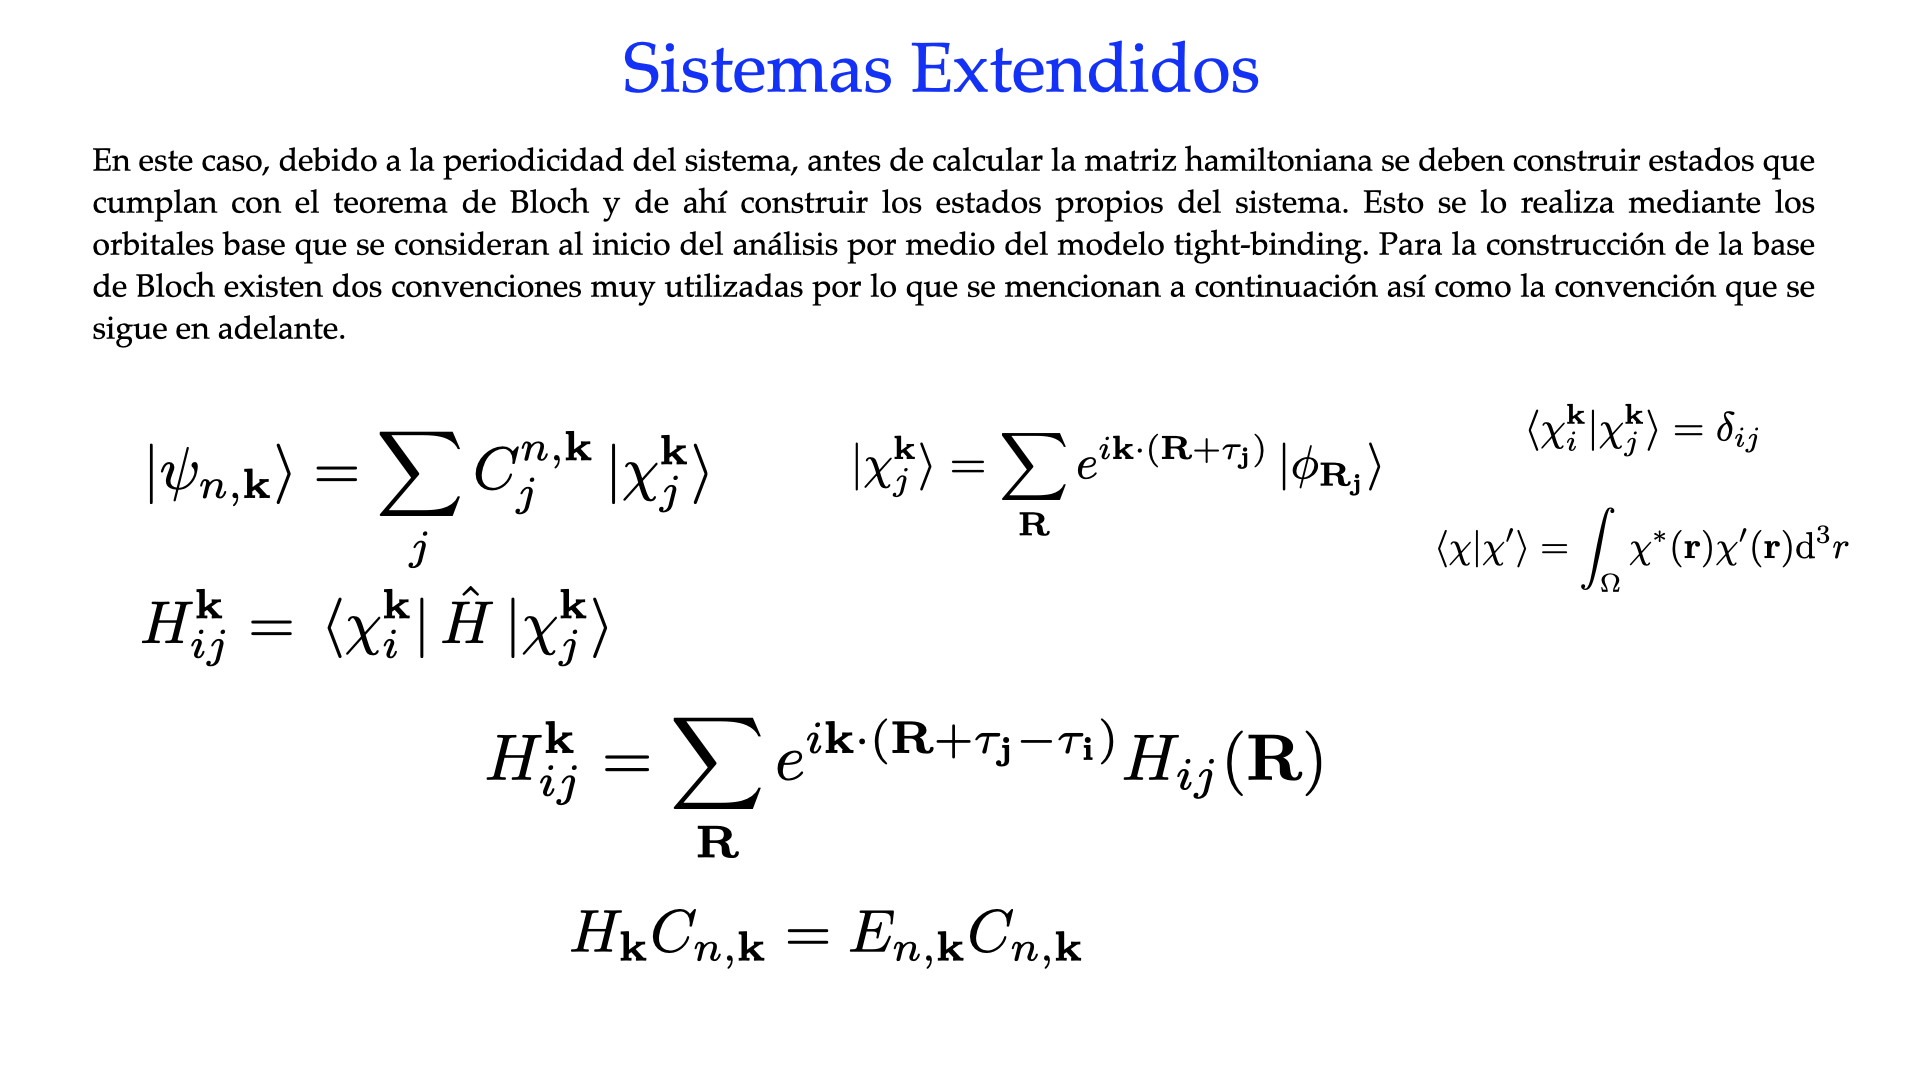 Sistemas Extendidos
En este caso, debido a la periodicidad del sistema, antes de calcular la matriz hamiltoniana se deben construir estados que
cumplan con el teorema de Bloch y de ahí construir los estados propios del sistema. Esto se lo realiza mediante los
orbitales base que se consideran al inicio del análisis por medio del modelo tight-binding. Para la construcción de la base
de Bloch existen dos convenciones muy utilizadas por lo que se mencionan a continuación así como la convención que se
sigue en adelante.
$|\psi_{n,\mathbf{k}}\rangle = \sum_j C_j^{n,\mathbf{k}} |\chi_j^{\mathbf{k}}\rangle$
$|\chi_j^{\mathbf{k}}\rangle = \sum_{\mathbf{R}} e^{i\mathbf{k}\cdot(\mathbf{R}+\tau_{\mathbf{j}})} |\phi_{\mathbf{R_j}}\rangle$
$\langle\chi_i^{\mathbf{k}}|\chi_j^{\mathbf{k}}\rangle = \delta_{ij}$
$\langle\chi|\chi'\rangle = \int_\Omega \chi^*(\mathbf{r})\chi'(\mathbf{r})\mathrm{d}^3r$
$H_{ij}^{\mathbf{k}} = \langle\chi_i^{\mathbf{k}}| \hat{H} |\chi_j^{\mathbf{k}}\rangle$
$H_{ij}^{\mathbf{k}} = \sum_{\mathbf{R}} e^{i\mathbf{k}\cdot(\mathbf{R}+\tau_{\mathbf{j}}-\tau_{\mathbf{i}})} H_{ij}(\mathbf{R})$
$H_{\mathbf{k}}C_{n,\mathbf{k}} = E_{n,\mathbf{k}}C_{n,\mathbf{k}}$